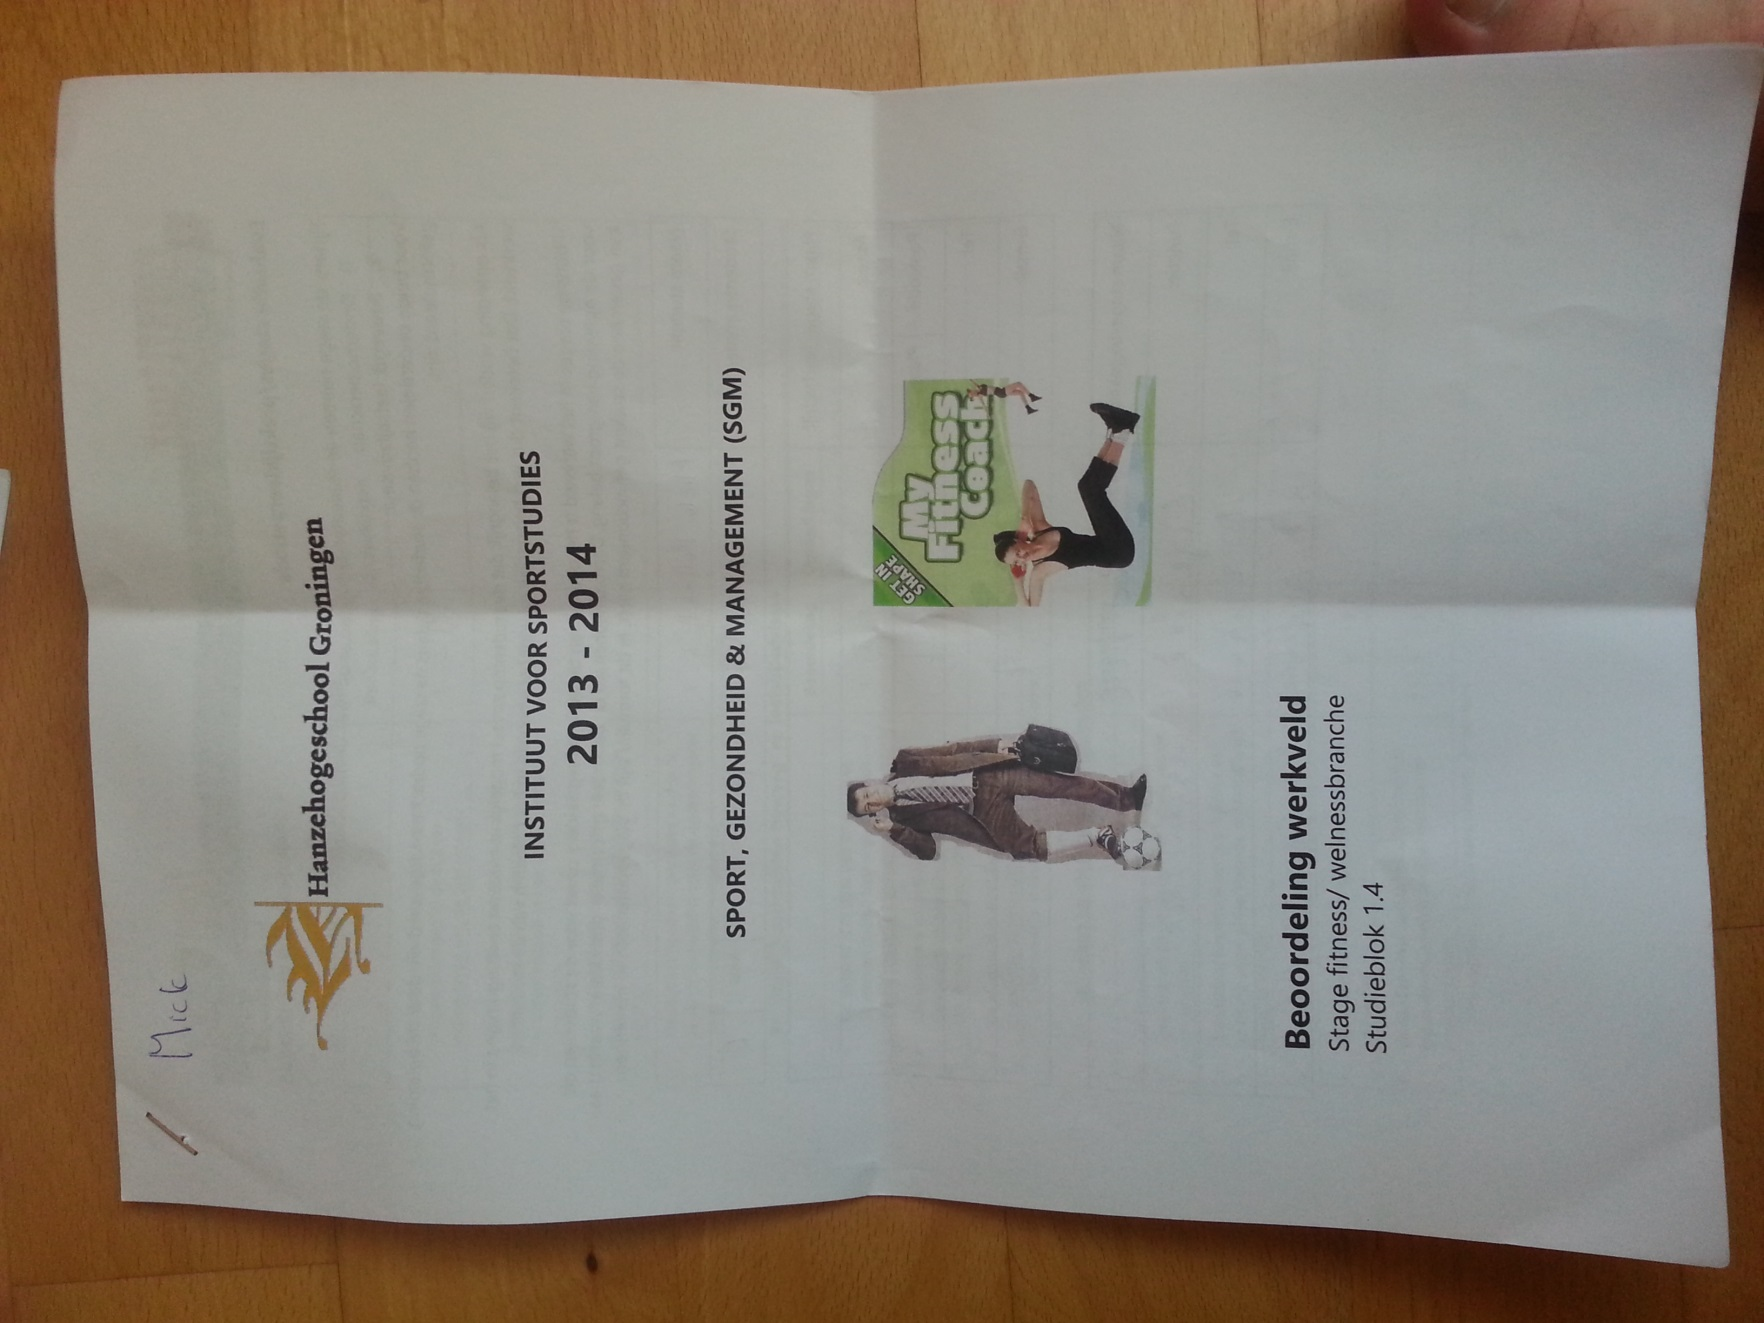 Mick
Hanzehogeschool Groningen
INSTITUUT VOOR SPORTSTUDIES
2013 - 2014
SPORT, GEZONDHEID & MANAGEMENT (SGM)
GET IN
SHAPE
My
Fitness
Coach
Beoordeling werkveld
Stage fitness/ welnessbranche
Studieblok 1.4